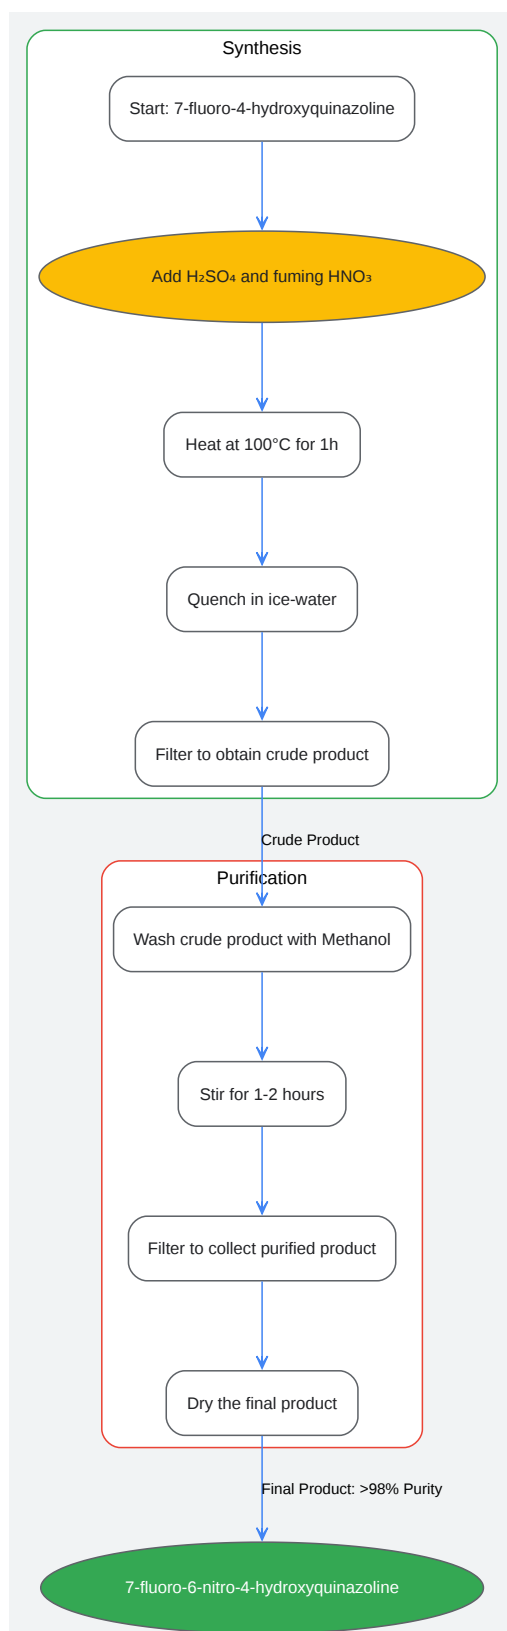 Synthesis
Start: 7-fluoro-4-hydroxyquinazoline
Add H₂SO₄ and fuming HNO₃
Heat at 100°C for 1h
Quench in ice-water
Filter to obtain crude product
Crude Product
Purification
Wash crude product with Methanol
Stir for 1-2 hours
Filter to collect purified product
Dry the final product
Final Product: >98% Purity
7-fluoro-6-nitro-4-hydroxyquinazoline